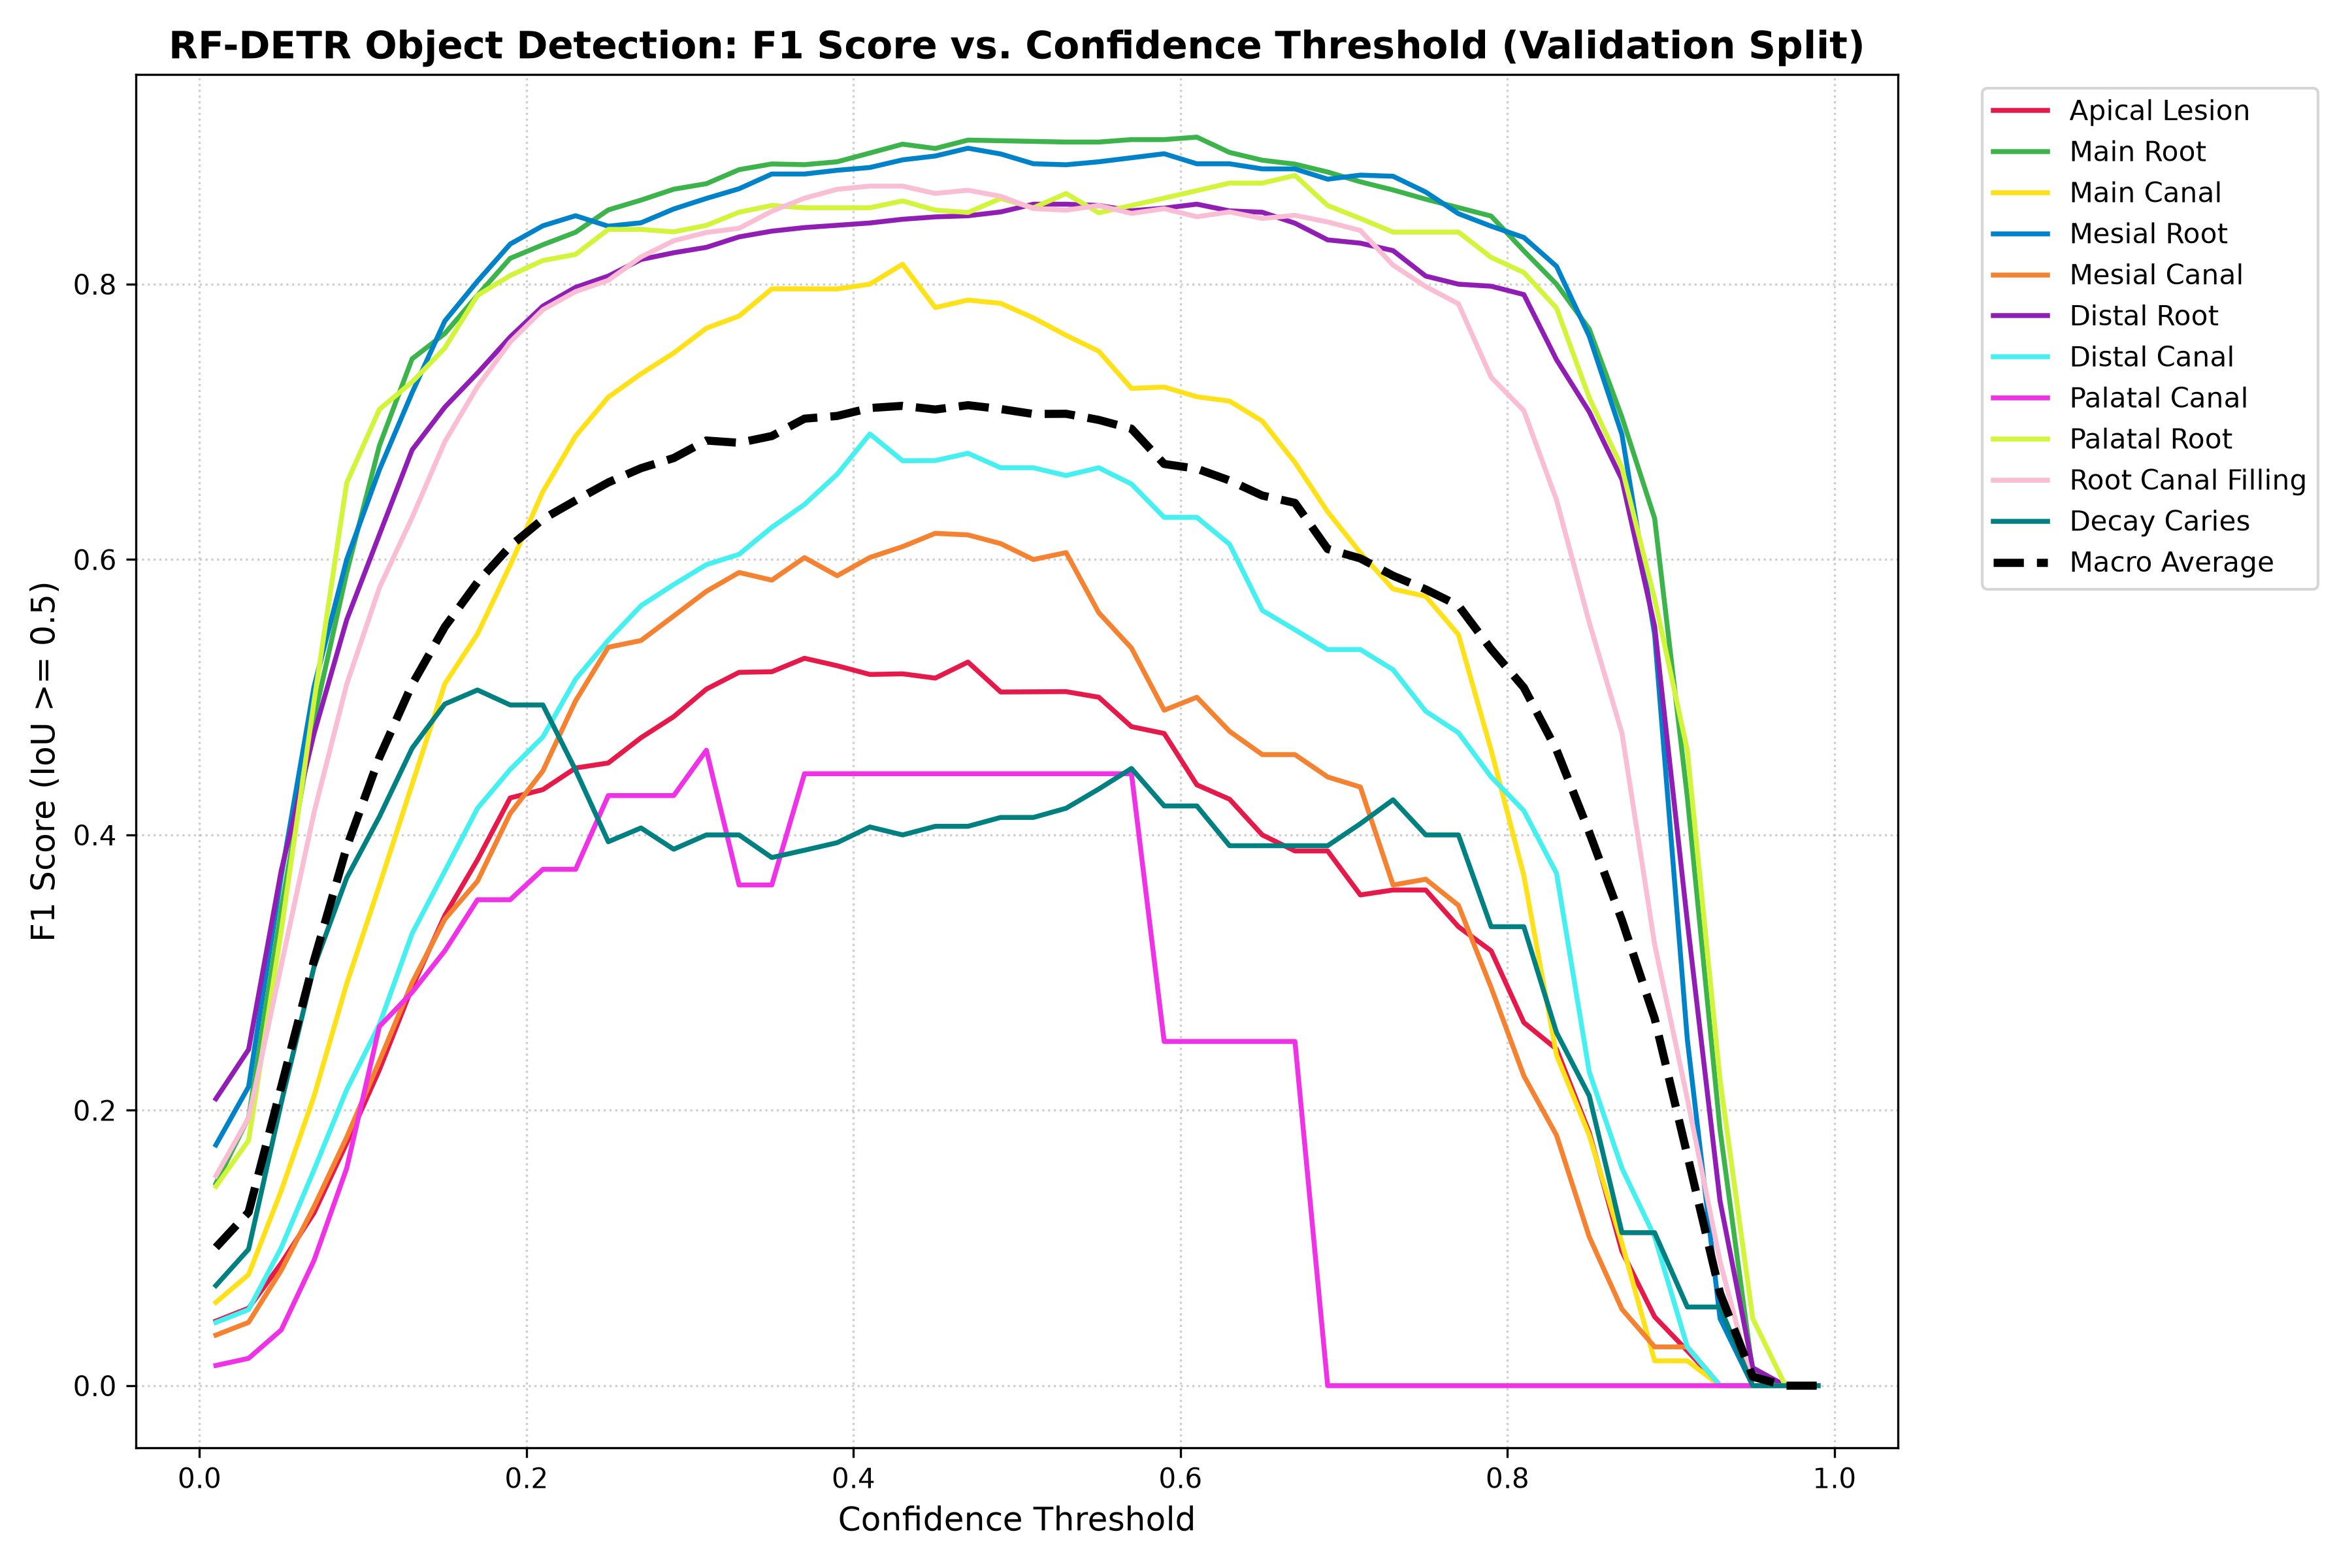 RF-DETR Object Detection: F1 Score vs. Confidence Threshold (Validation Split)
F1 Score (IoU >= 0.5)
0.8
0.6
0.4
0.2
0.0
0.0 0.2 0.4 0.6 0.8 1.0
Confidence Threshold
Apical Lesion
Main Root
Main Canal
Mesial Root
Mesial Canal
Distal Root
Distal Canal
Palatal Canal
Palatal Root
Root Canal Filling
Decay Caries
Macro Average